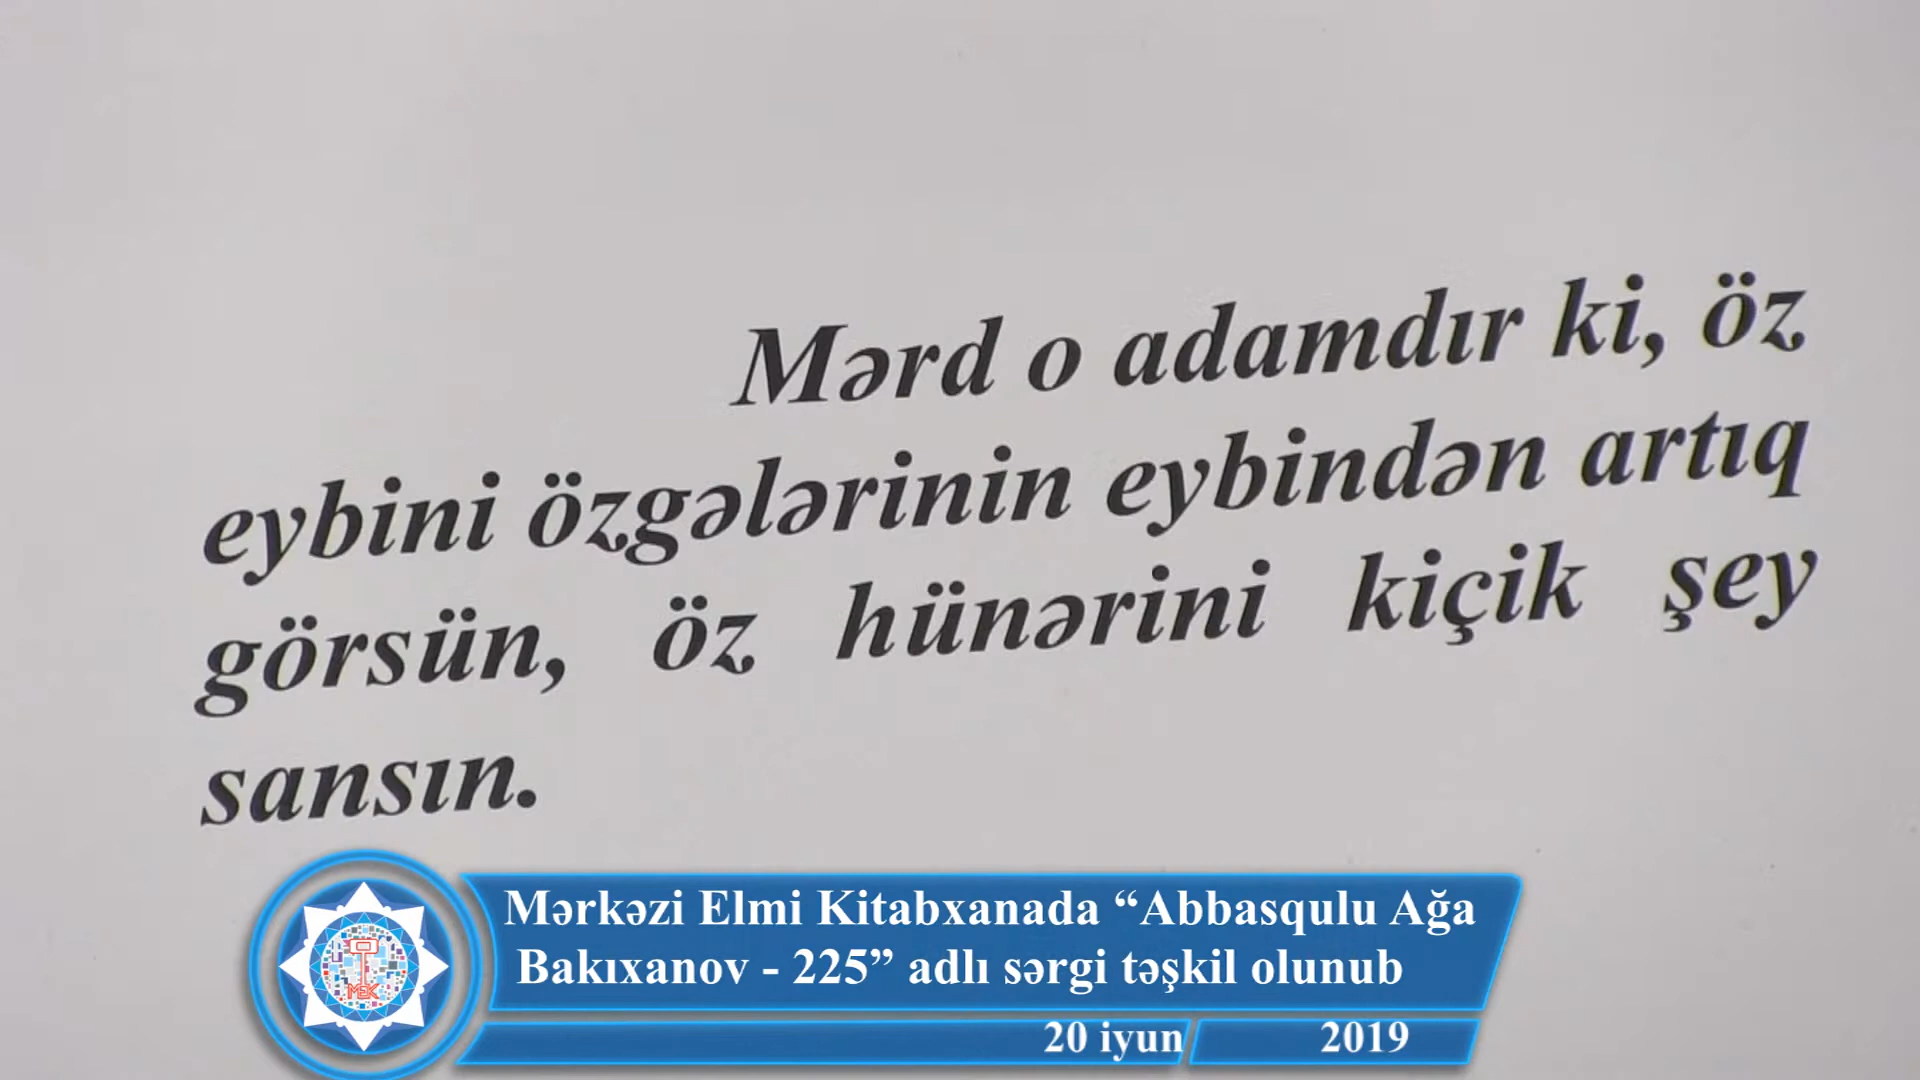 Mərd o adamdır ki, öz
eybini özgələrinin eybindən artıq
görsün, öz hünərini kiçik şey
sansın.
Mərkəzi Elmi Kitabxanada “Abbasqulu Ağa
Bakıxanov - 225” adlı sərgi təşkil olunub
MEK
20 iyun 2019